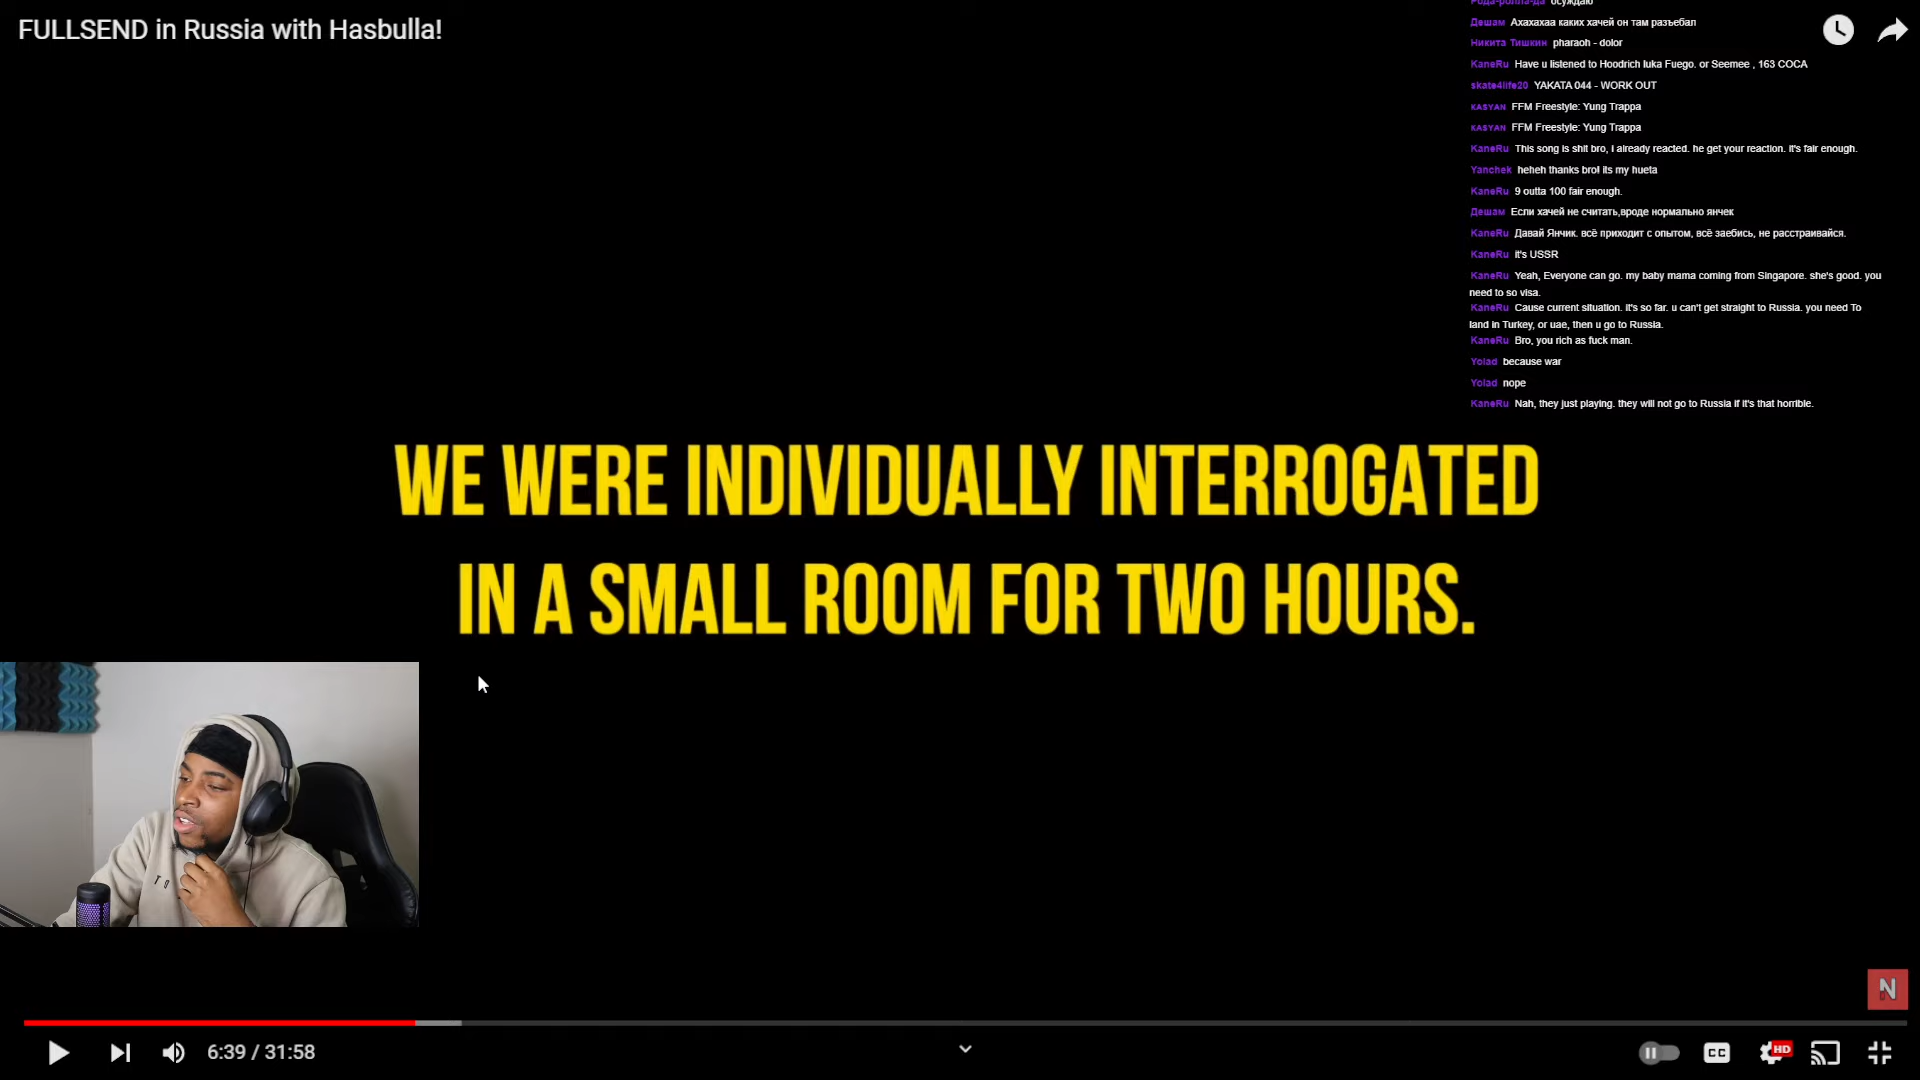 FULLSEND in Russia with Hasbulla!
Рода-ролла-да осуждаю
Дешам Ахахахаа каких хачей он там разъебал
Никита Тишкин pharaoh - dolor
KaneRu Have u listened to Hoodrich luka Fuego. or Seemee , 163 COCA
skate4life20 YAKATA 044 - WORK OUT
KASYAN FFM Freestyle: Yung Trappa
KASYAN FFM Freestyle: Yung Trappa
KaneRu This song is shit bro, i already reacted. he get your reaction. it's fair enough.
Yanchek heheh thanks bro! its my hueta
KaneRu 9 outta 100 fair enough.
Дешам Если хачей не считать,вроде нормально янчек
KaneRu Давай Янчик. всё приходит с опытом, всё заебись, не расстраивайся.
KaneRu it's USSR
KaneRu Yeah, Everyone can go. my baby mama coming from Singapore. she's good. you
need to so visa.
KaneRu Cause current situation. it's so far. u can't get straight to Russia. you need To
land in Turkey, or uae, then u go to Russia.
KaneRu Bro, you rich as fuck man.
Yolad because war
Yolad nope
KaneRu Nah, they just playing. they will not go to Russia if it's that horrible.
WE WERE INDIVIDUALLY INTERROGATED
IN A SMALL ROOM FOR TWO HOURS.
T O
N
6:39 / 31:58
CC
HD